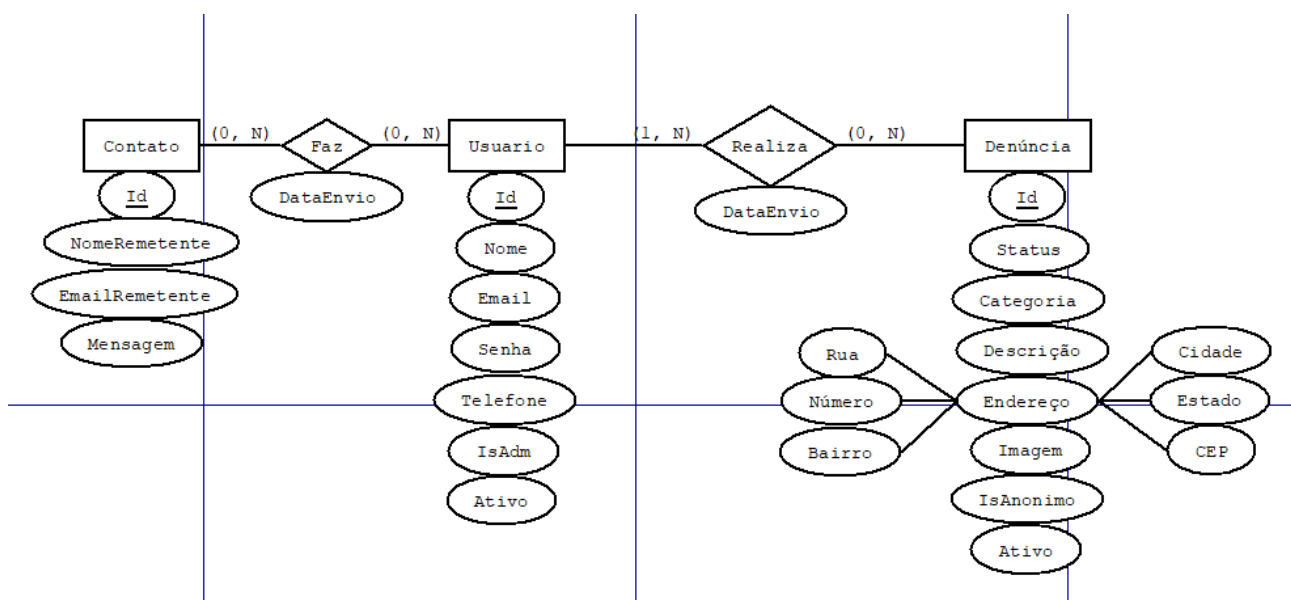 (0, N)
(0, N)
(1, N)
(0, N)
Contato
Faz
Usuario
Realiza
Denúncia
Id
DataEnvio
Id
DataEnvio
Id
NomeRemetente
Nome
Status
EmailRemetente
Email
Categoria
Mensagem
Senha
Descrição
Rua
Cidade
Telefone
Número
Endereço
Estado
IsAdm
Bairro
Imagem
CEP
Ativo
IsAnonimo
Ativo